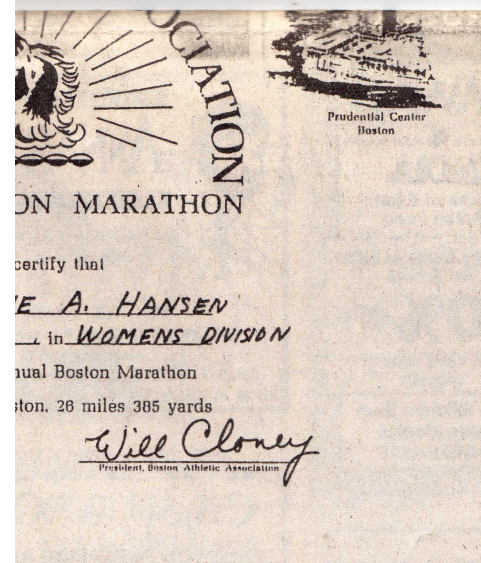 OCIATION
Prudential Center
Boston
ON MARATHON
certify that
E A. HANSEN
, in WOMENS DIVISION
nual Boston Marathon
ston, 26 miles 385 yards
Will Cloney
President, Boston Athletic Association